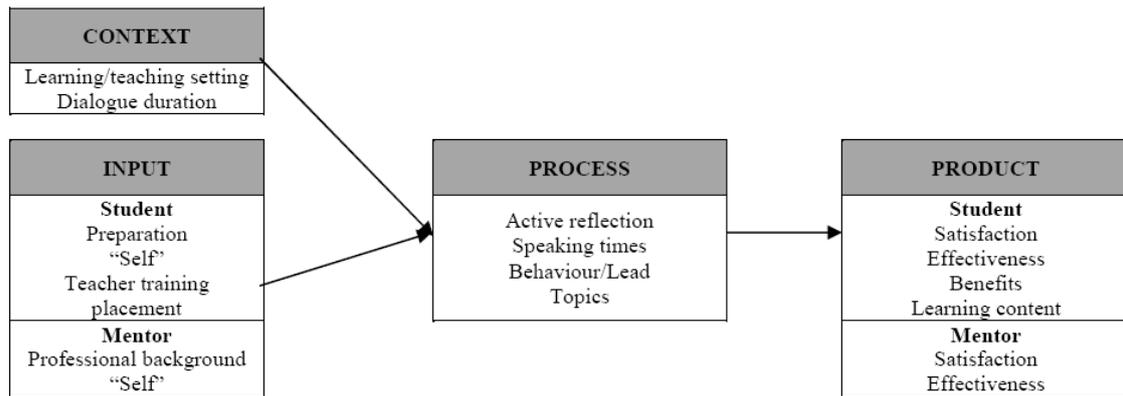 CONTEXT
Learning/teaching setting
Dialogue duration
INPUT
Student
Preparation
“Self”
Teacher training
placement
Mentor
Professional background
“Self”
PROCESS
Active reflection
Speaking times
Behaviour/Lead
Topics
PRODUCT
Student
Satisfaction
Effectiveness
Benefits
Learning content
Mentor
Satisfaction
Effectiveness